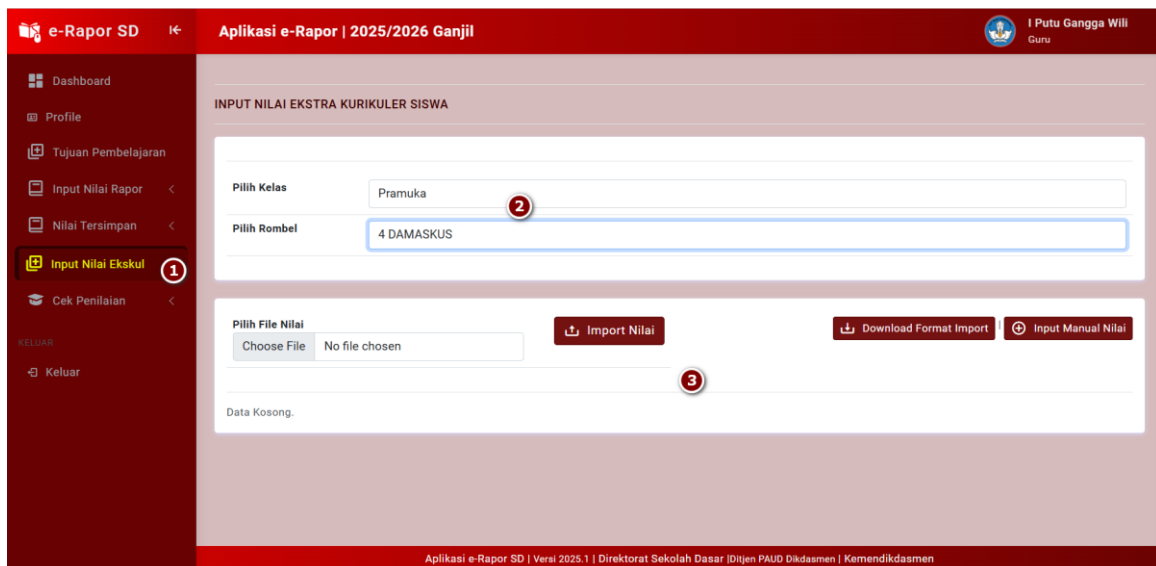 e-Rapor SD
Aplikasi e-Rapor | 2025/2026 Ganjil
I Putu Gangga Wili
Guru
Dashboard
Profile
Tujuan Pembelajaran
Input Nilai Rapor
Nilai Tersimpan
Input Nilai Ekskul
1
Cek Penilaian
KELUAR
Keluar
INPUT NILAI EKSTRA KURIKULER SISWA
Pilih Kelas
Pramuka
2
Pilih Rombel
4 DAMASKUS
Pilih File Nilai
Choose File No file chosen
Import Nilai
Download Format Import | Input Manual Nilai
3
Data Kosong.
Aplikasi e-Rapor SD | Versi 2025.1 | Direktorat Sekolah Dasar |Ditjen PAUD Dikdasmen | Kemendikdasmen